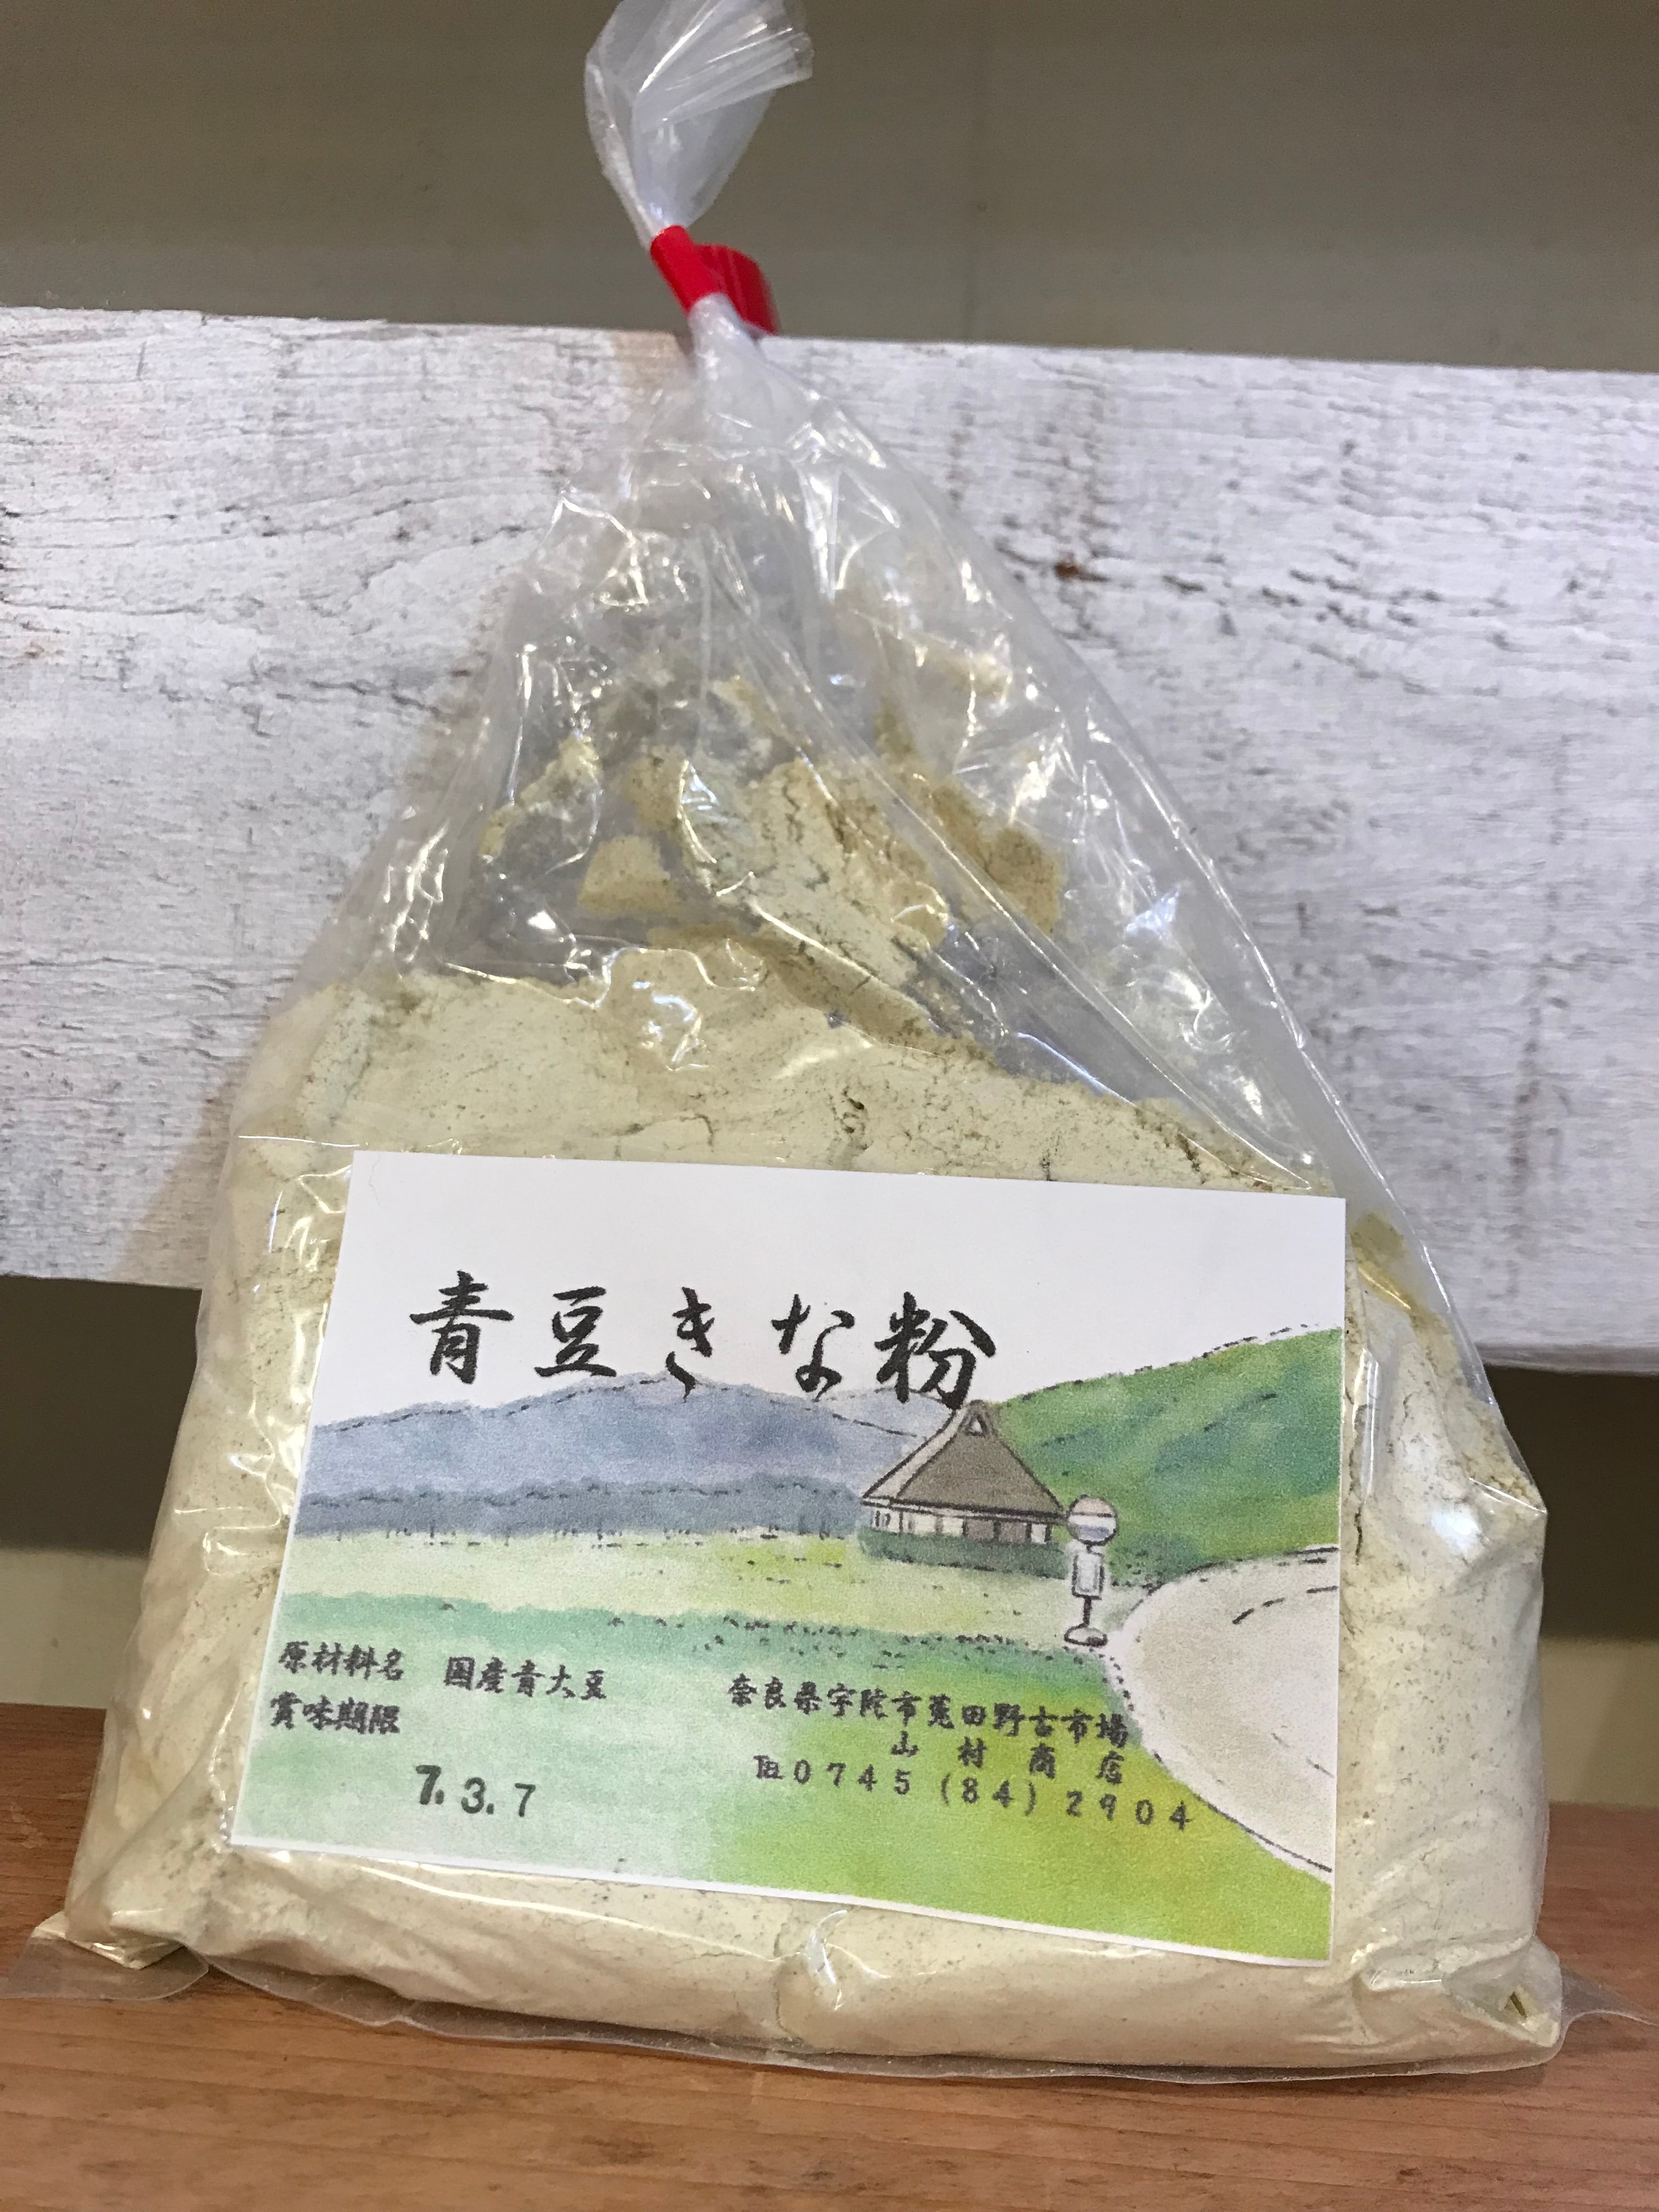 青豆きな粉
原材料名 国産青大豆
賞味期限
7.3.7
奈良県宇陀市菟田野古市場
山村商店
℡0745(84)2904